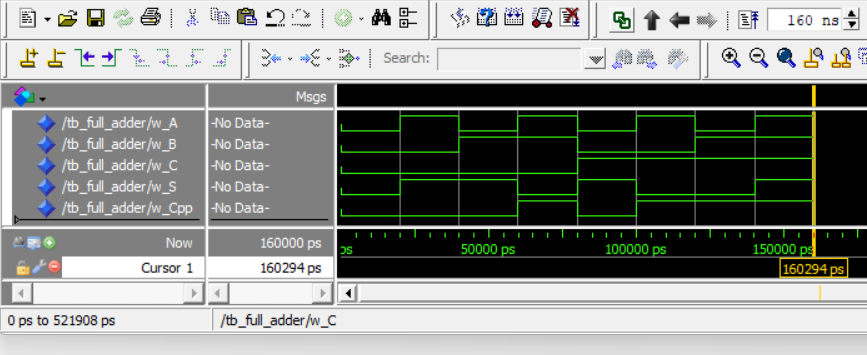 160 ns
Search:
Msgs
/tb_full_adder/w_A -No Data-
/tb_full_adder/w_B -No Data-
/tb_full_adder/w_C -No Data-
/tb_full_adder/w_S -No Data-
/tb_full_adder/w_Cpp -No Data-
Now 160000 ps ps 50000 ps 100000 ps 150000 ps
Cursor 1 160294 ps 160294 ps
0 ps to 521908 ps /tb_full_adder/w_C